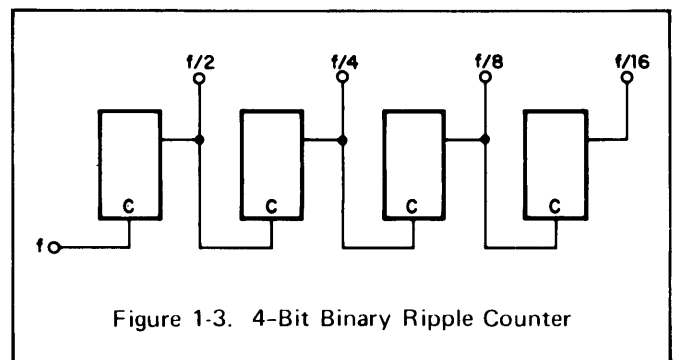 f/2 f/4 f/8 f/16
C C C C
f
Figure 1-3. 4-Bit Binary Ripple Counter